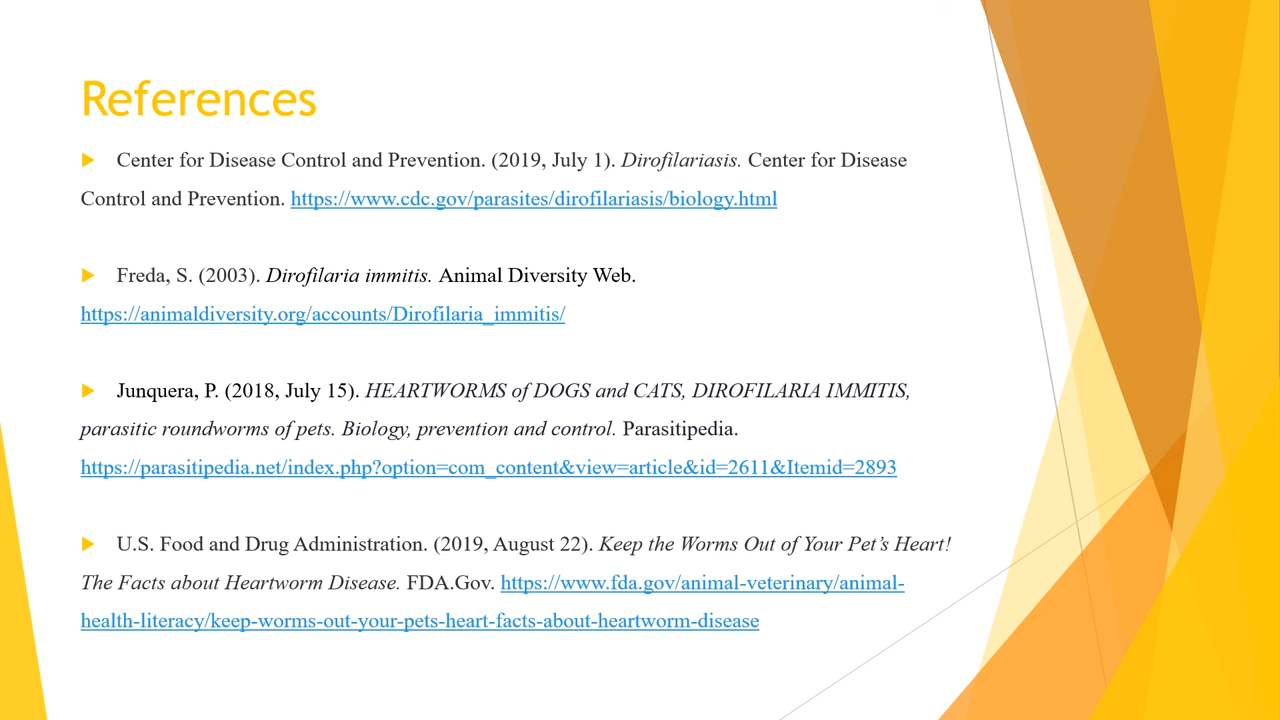 References
Center for Disease Control and Prevention. (2019, July 1). Dirofilariasis. Center for Disease
Control and Prevention. https://www.cdc.gov/parasites/dirofilariasis/biology.html
Freda, S. (2003). Dirofilaria immitis. Animal Diversity Web.
https://animaldiversity.org/accounts/Dirofilaria_immitis/
Junquera, P. (2018, July 15). HEARTWORMS of DOGS and CATS, DIROFILARIA IMMITIS,
parasitic roundworms of pets. Biology, prevention and control. Parasitipedia.
https://parasitipedia.net/index.php?option=com_content&view=article&id=2611&Itemid=2893
U.S. Food and Drug Administration. (2019, August 22). Keep the Worms Out of Your Pet’s Heart!
The Facts about Heartworm Disease. FDA.Gov. https://www.fda.gov/animal-veterinary/animal-
health-literacy/keep-worms-out-your-pets-heart-facts-about-heartworm-disease